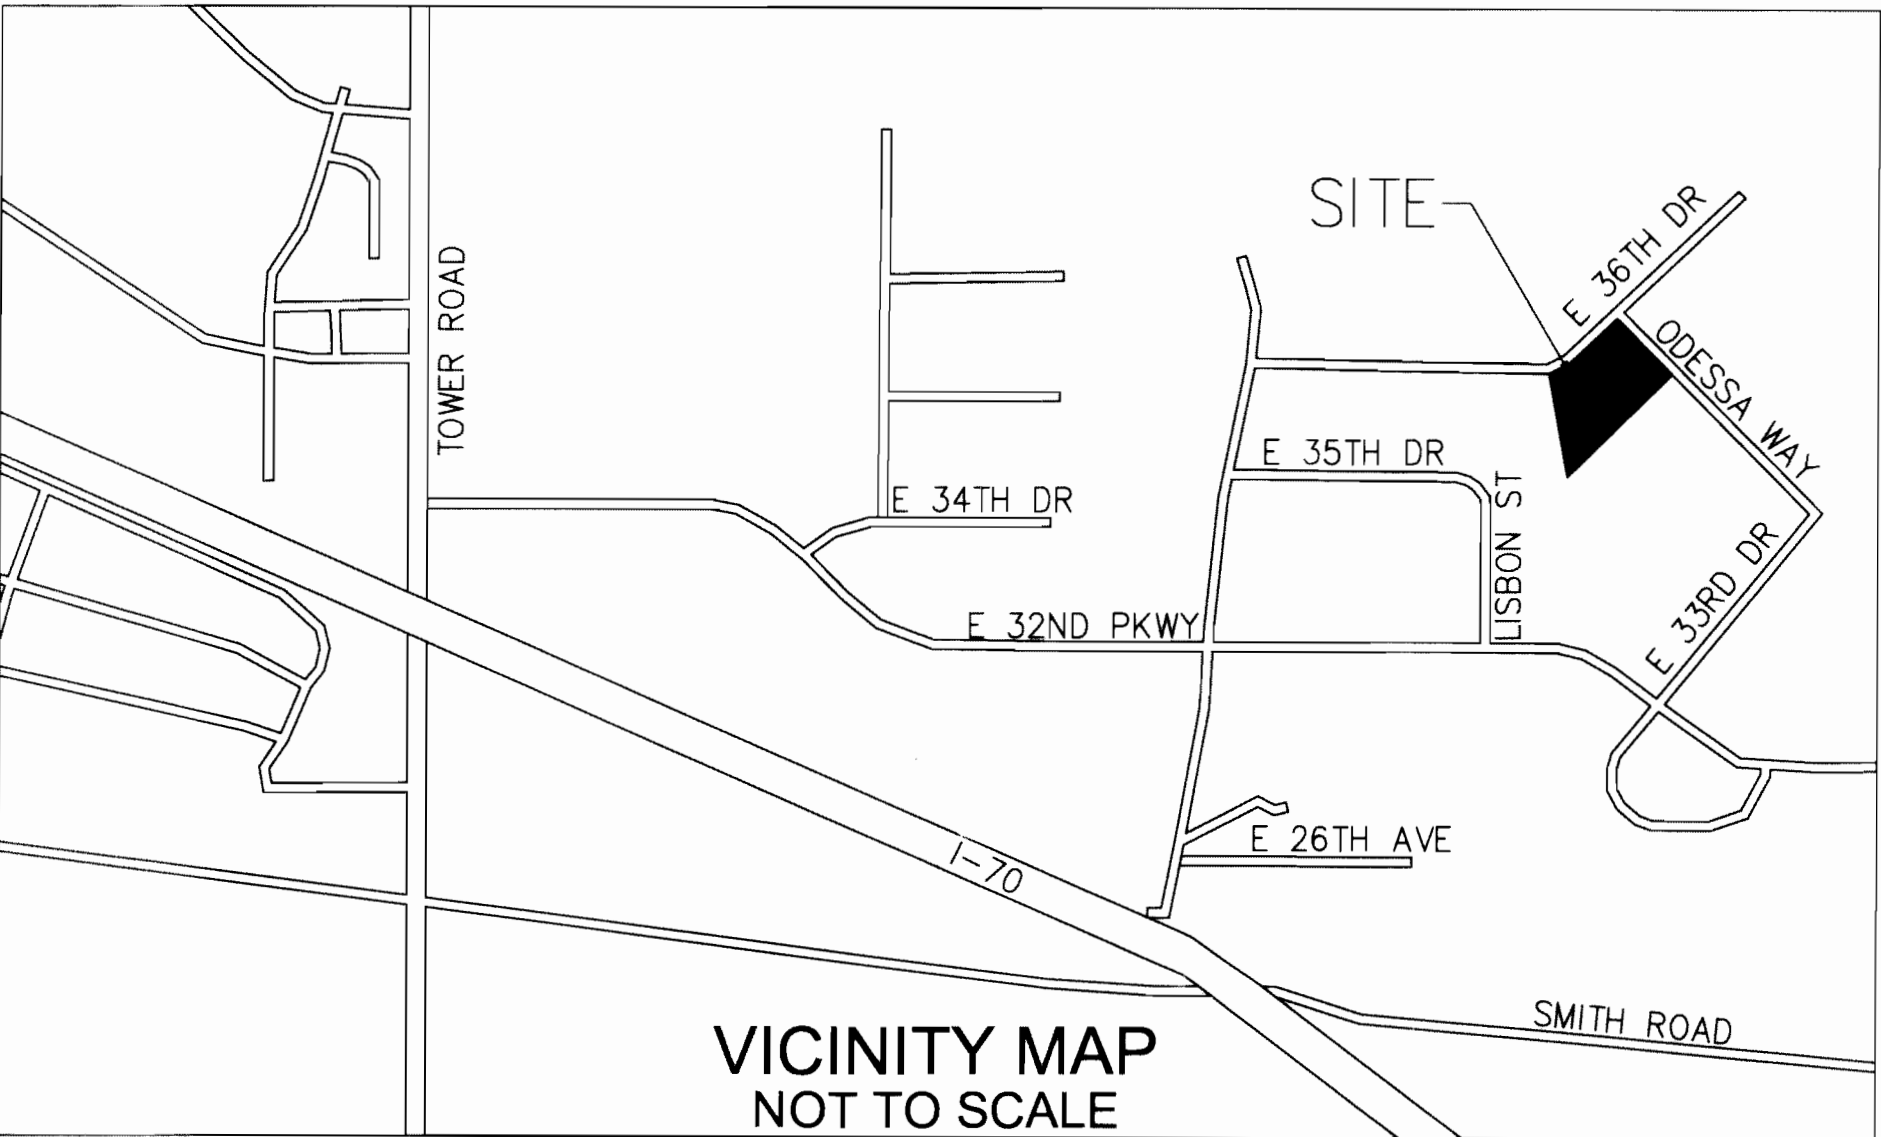 SITE
E 36TH DR
ODESSA WAY
TOWER ROAD
E 35TH DR
E 34TH DR
LISBON ST
E 33RD DR
E 32ND PKWY
E 26TH AVE
I-70
SMITH ROAD
VICINITY MAP
NOT TO SCALE